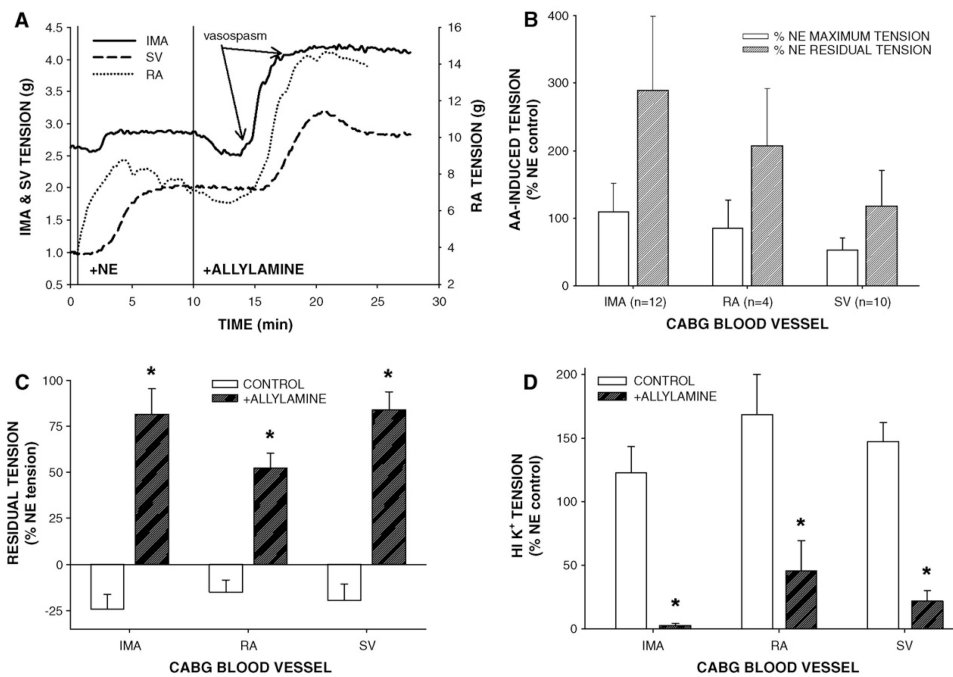 A
IMA & SV TENSION (g)
4.5
4.0
3.5
3.0
2.5
2.0
1.5
1.0
0.5
IMA
SV
RA
vasospasm
+NE
+ALLYLAMINE
16
14
12
10
8
6
4
2
RA TENSION (g)
0
5
10
15
20
25
30
TIME (min)
B
AA-INDUCED TENSION
(% NE control)
400
300
200
100
0
% NE MAXIMUM TENSION
% NE RESIDUAL TENSION
IMA (n=12)
RA (n=4)
SV (n=10)
CABG BLOOD VESSEL
C
RESIDUAL TENSION
(% NE tension)
100
75
50
25
0
-25
CONTROL
+ALLYLAMINE
*
*
*
IMA
RA
SV
CABG BLOOD VESSEL
D
HI K⁺ TENSION
(% NE control)
200
150
100
50
0
CONTROL
+ALLYLAMINE
*
*
*
IMA
RA
SV
CABG BLOOD VESSEL